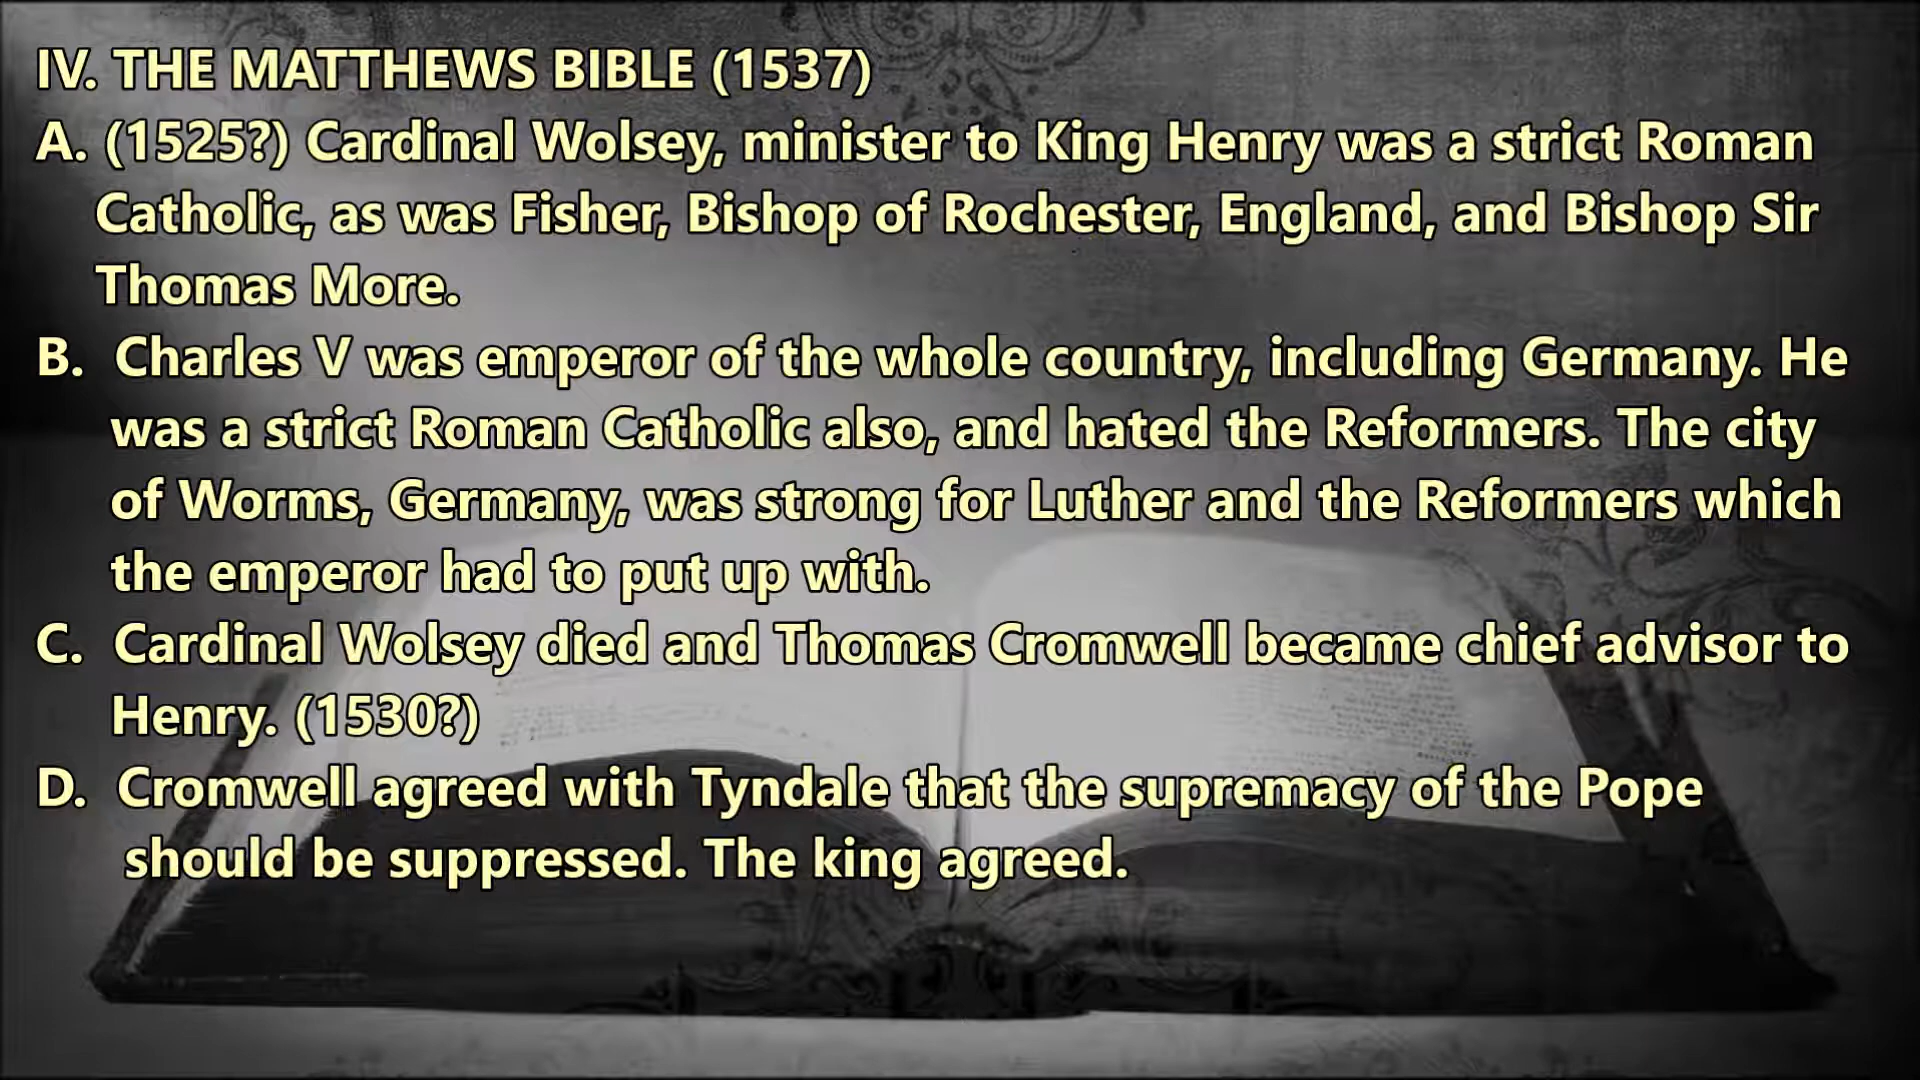 IV. THE MATTHEWS BIBLE (1537)
A. (1525?) Cardinal Wolsey, minister to King Henry was a strict Roman
Catholic, as was Fisher, Bishop of Rochester, England, and Bishop Sir
Thomas More.
B. Charles V was emperor of the whole country, including Germany. He
was a strict Roman Catholic also, and hated the Reformers. The city
of Worms, Germany, was strong for Luther and the Reformers which
the emperor had to put up with.
C. Cardinal Wolsey died and Thomas Cromwell became chief advisor to
Henry. (1530?)
D. Cromwell agreed with Tyndale that the supremacy of the Pope
should be suppressed. The king agreed.